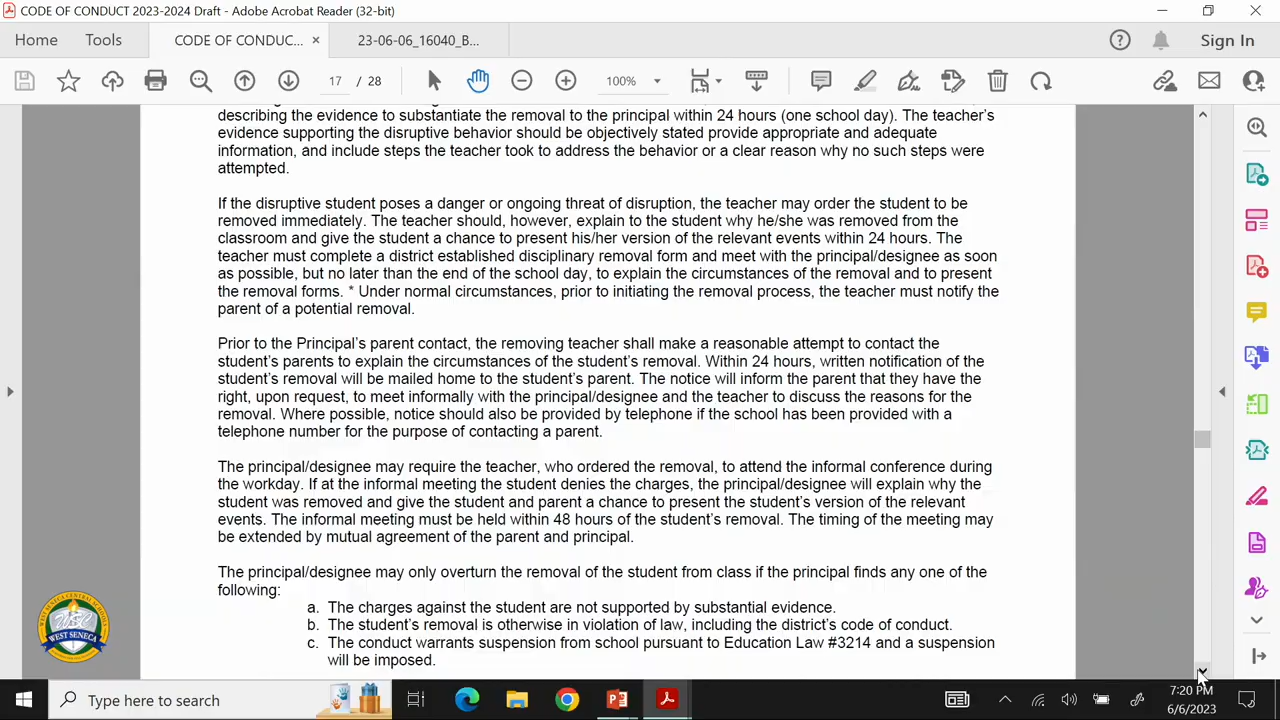 CODE OF CONDUCT 2023-2024 Draft - Adobe Acrobat Reader (32-bit)
Home Tools CODE OF CONDUC... × 23-06-06_16040_B... Sign In
17 / 28 100%
describing the evidence to substantiate the removal to the principal within 24 hours (one school day). The teacher's
evidence supporting the disruptive behavior should be objectively stated provide appropriate and adequate
information, and include steps the teacher took to address the behavior or a clear reason why no such steps were
attempted.
If the disruptive student poses a danger or ongoing threat of disruption, the teacher may order the student to be
removed immediately. The teacher should, however, explain to the student why he/she was removed from the
classroom and give the student a chance to present his/her version of the relevant events within 24 hours. The
teacher must complete a district established disciplinary removal form and meet with the principal/designee as soon
as possible, but no later than the end of the school day, to explain the circumstances of the removal and to present
the removal forms. * Under normal circumstances, prior to initiating the removal process, the teacher must notify the
parent of a potential removal.
Prior to the Principal's parent contact, the removing teacher shall make a reasonable attempt to contact the
student's parents to explain the circumstances of the student's removal. Within 24 hours, written notification of the
student's removal will be mailed home to the student's parent. The notice will inform the parent that they have the
right, upon request, to meet informally with the principal/designee and the teacher to discuss the reasons for the
removal. Where possible, notice should also be provided by telephone if the school has been provided with a
telephone number for the purpose of contacting a parent.
The principal/designee may require the teacher, who ordered the removal, to attend the informal conference during
the workday. If at the informal meeting the student denies the charges, the principal/designee will explain why the
student was removed and give the student and parent a chance to present the student's version of the relevant
events. The informal meeting must be held within 48 hours of the student's removal. The timing of the meeting may
be extended by mutual agreement of the parent and principal.
The principal/designee may only overturn the removal of the student from class if the principal finds any one of the
following:
a. The charges against the student are not supported by substantial evidence.
b. The student's removal is otherwise in violation of law, including the district's code of conduct.
c. The conduct warrants suspension from school pursuant to Education Law #3214 and a suspension
will be imposed.
WEST SENECA
Type here to search
7:20 PM
6/6/2023